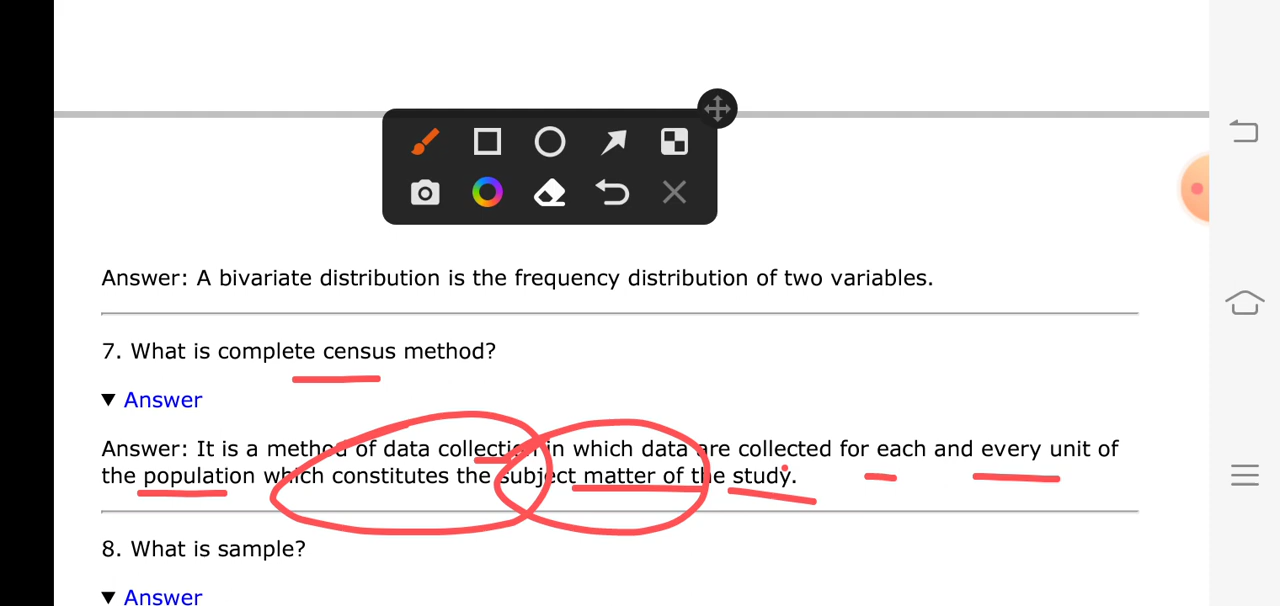 Answer: A bivariate distribution is the frequency distribution of two variables.
7. What is complete census method?
▼ Answer
Answer: It is a method of data collection in which data are collected for each and every unit of
the population which constitutes the subject matter of the study.
8. What is sample?
▼ Answer